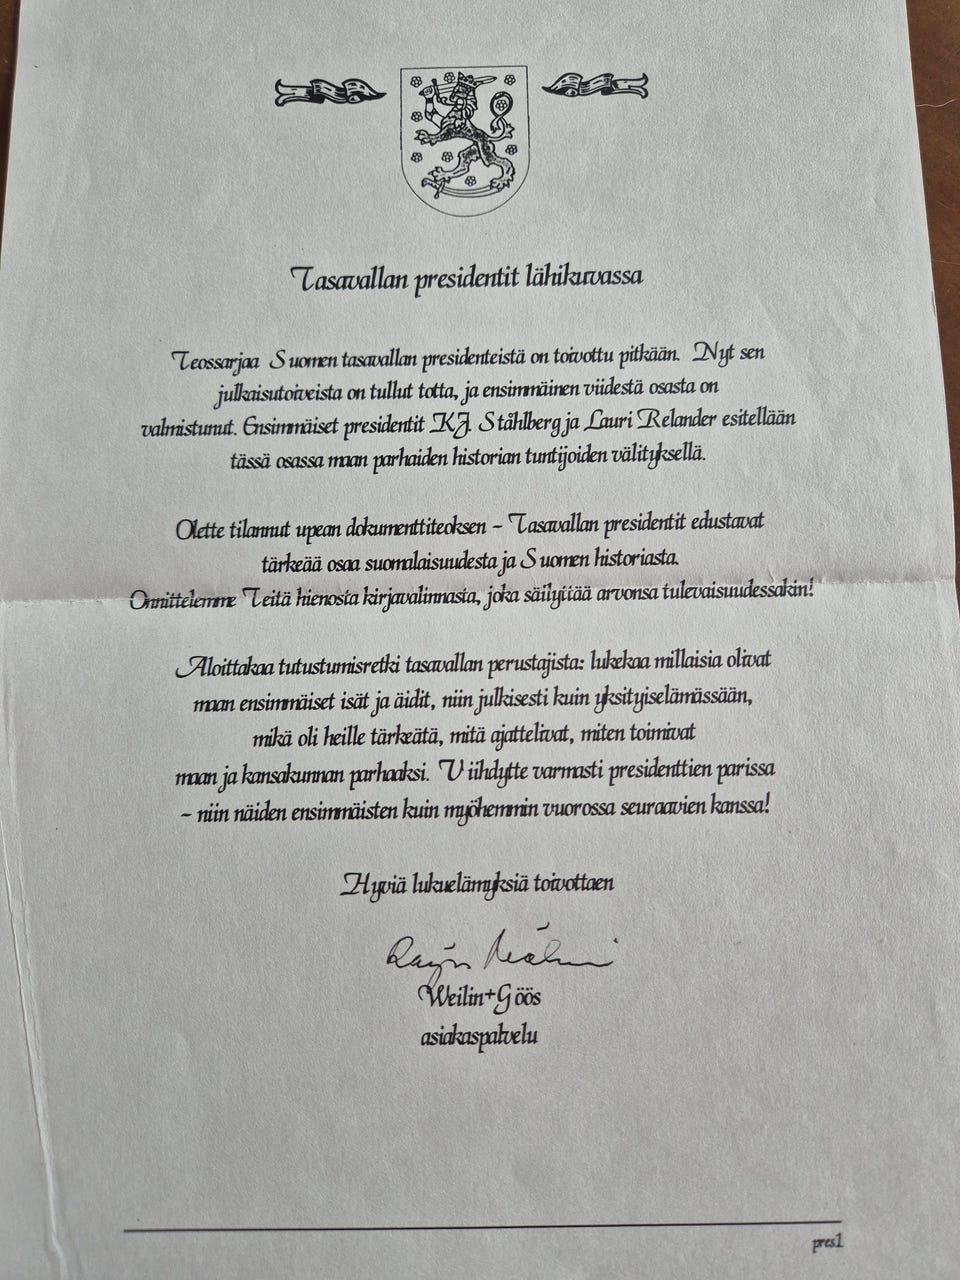 Tasavallan presidentit lähikuvassa
Teossarjaa Suomen tasavallan presidenteistä on toivottu pitkään. Nyt sen
julkaisutoiveista on tullut totta, ja ensimmäinen viidestä osasta on
valmistunut. Ensimmäiset presidentit K.J. Ståhlberg ja Lauri Relander esitellään
tässä osassa maan parhaiden historian tuntijoiden välityksellä.
Olette tilannut upean dokumenttiteoksen – Tasavallan presidentit edustavat
tärkeää osaa suomalaisuudesta ja Suomen historiasta.
Onnittelemme Teitä hienosta kirjavalinnasta, joka säilyttää arvonsa tulevaisuudessakin!
Aloittakaa tutustumisretki tasavallan perustajista: lukekaa millaisia olivat
maan ensimmäiset isät ja äidit, niin julkisesti kuin yksityiselämässään,
mikä oli heille tärkeätä, mitä ajattelivat, miten toimivat
maan ja kansakunnan parhaaksi. Viihdytte varmasti presidenttien parissa
– niin näiden ensimmäisten kuin myöhemmin vuorossa seuraavien kanssa!
Hyviä lukuelämyksiä toivottaen
Weilin+Göös
asiakaspalvelu
pres1